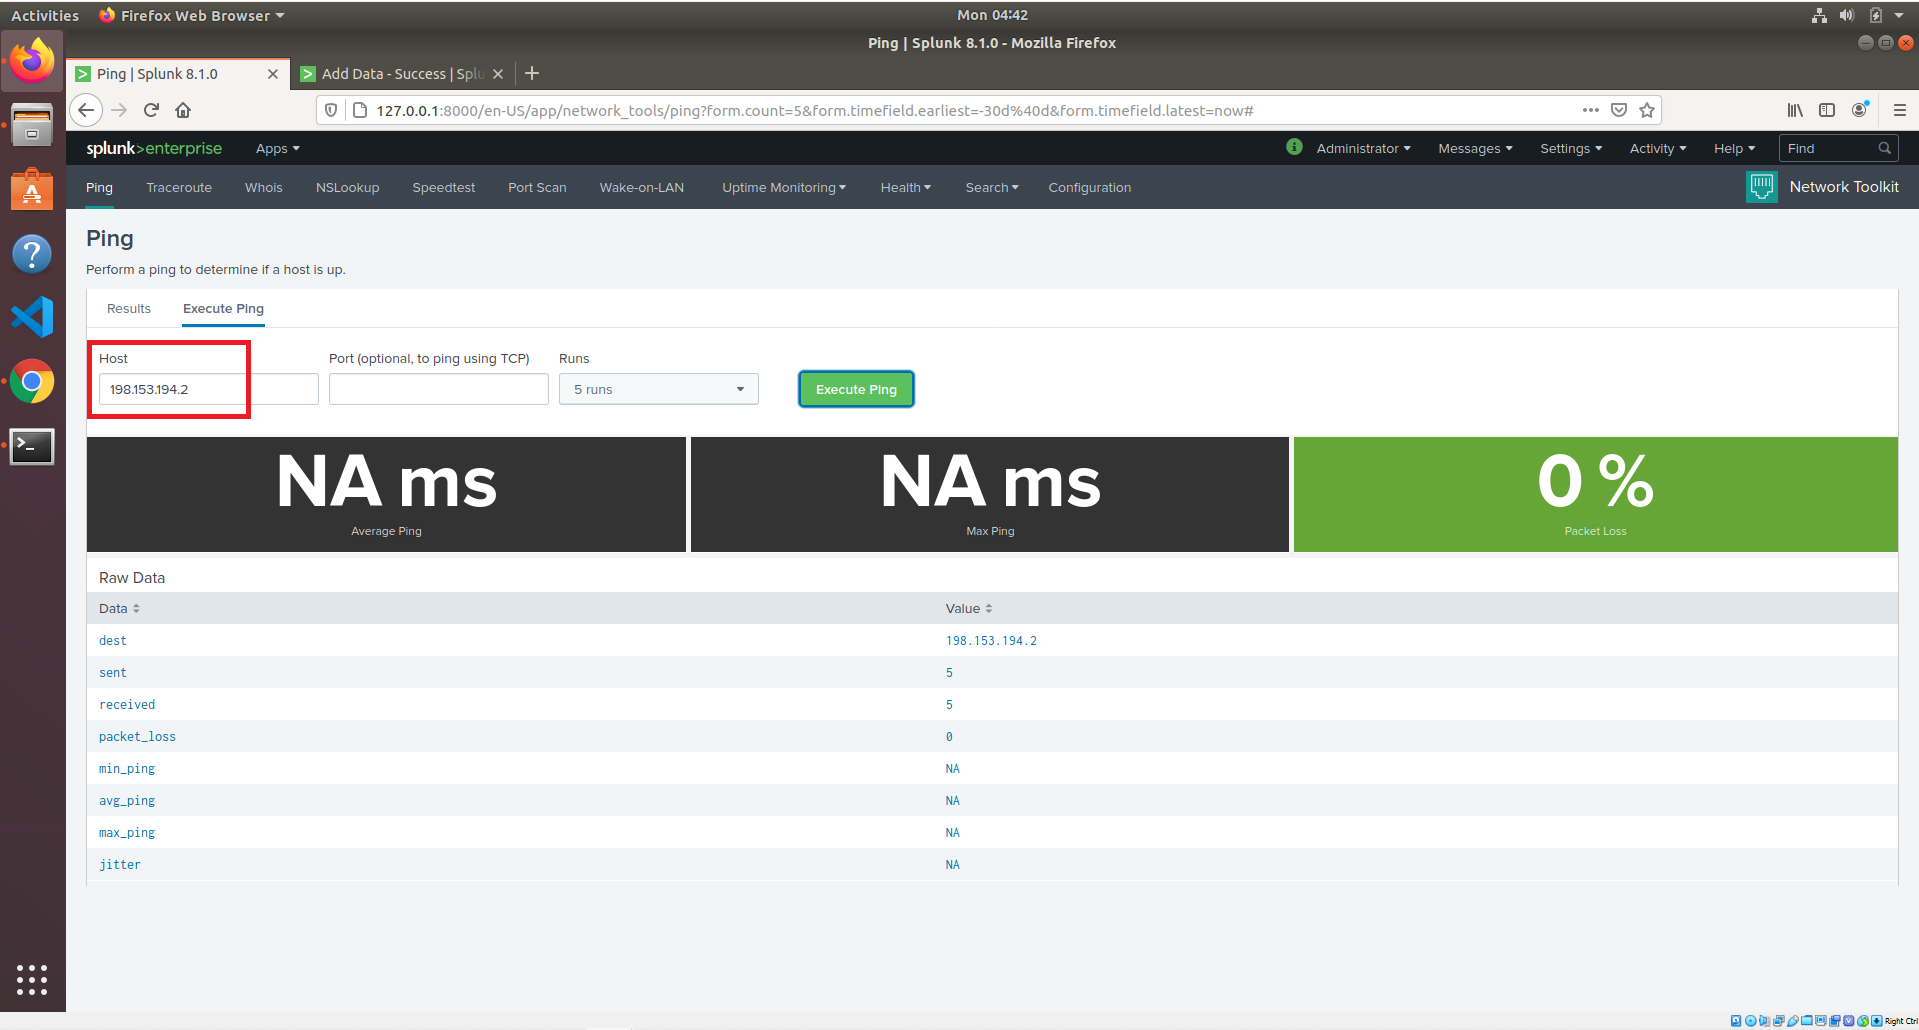 Activities Firefox Web Browser Mon 04:42
Ping | Splunk 8.1.0 - Mozilla Firefox
Ping | Splunk 8.1.0 Add Data - Success | Splu
127.0.0.1:8000/en-US/app/network_tools/ping?form.count=5&form.timefield.earliest=-30d%40d&form.timefield.latest=now#
splunk>enterprise Apps Administrator Messages Settings Activity Help Find
Ping Traceroute Whois NSLookup Speedtest Port Scan Wake-on-LAN Uptime Monitoring Health Search Configuration Network Toolkit
Ping
Perform a ping to determine if a host is up.
Results Execute Ping
Host Port (optional, to ping using TCP) Runs
198.153.194.2 5 runs Execute Ping
NA ms NA ms 0 %
Average Ping Max Ping Packet Loss
Raw Data
Data Value
dest 198.153.194.2
sent 5
received 5
packet_loss 0
min_ping NA
avg_ping NA
max_ping NA
jitter NA
Right Ctrl